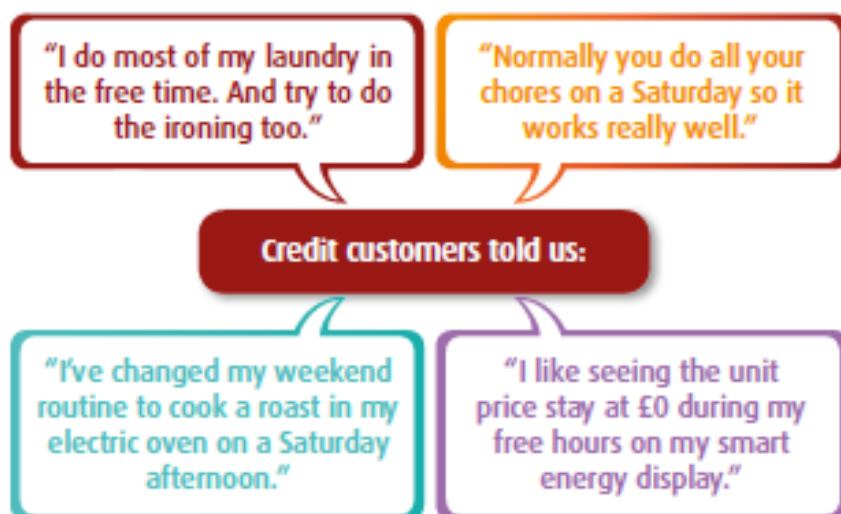 “I do most of my laundry in
the free time. And try to do
the ironing too.”
“Normally you do all your
chores on a Saturday so it
works really well.”
Credit customers told us:
“I’ve changed my weekend
routine to cook a roast in my
electric oven on a Saturday
afternoon.”
“I like seeing the unit
price stay at £0 during my
free hours on my smart
energy display.”